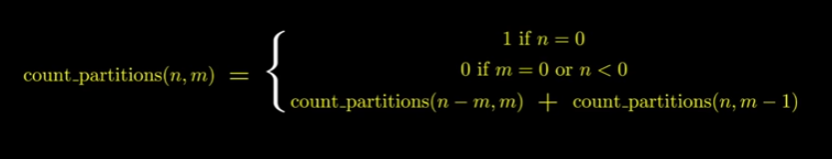 1 if n = 0
0 if m = 0 or n < 0
count_partitions(n, m) = { count_partitions(n − m, m) + count_partitions(n, m − 1)